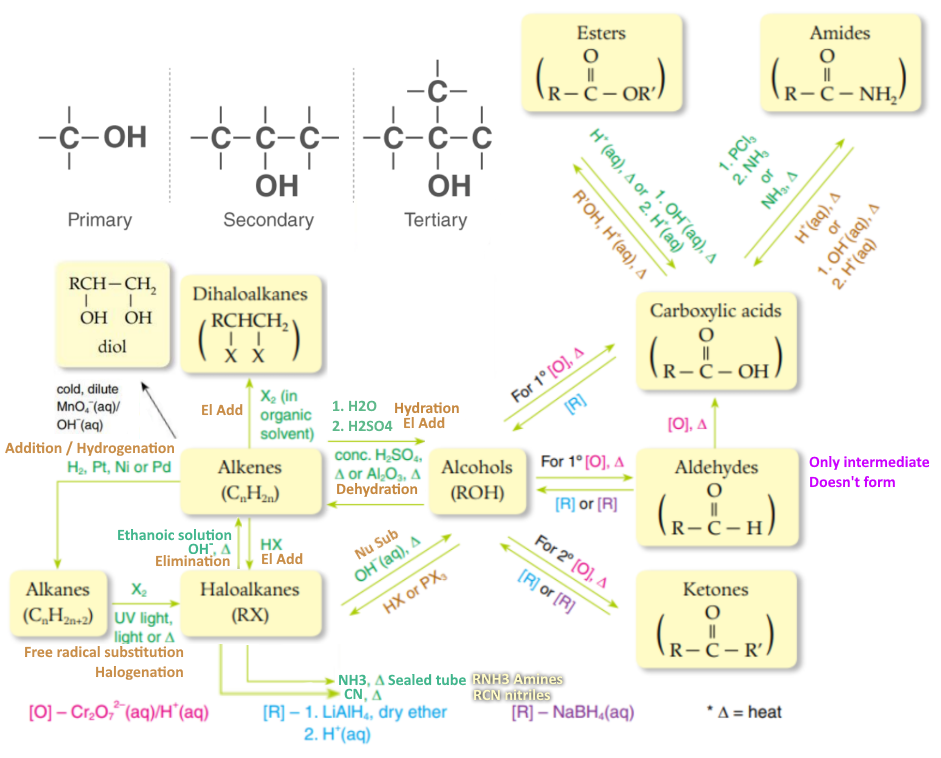 Esters
O
||
(R – C – OR')
Amides
O
||
(R – C – NH₂)
–C– OH
Primary
–C–C–C–
OH
Secondary
–C–
–C–C–C
OH
Tertiary
H⁺(aq), Δ or 1. OH⁻(aq), Δ
2. H⁺(aq)
R'OH, H⁺(aq), Δ
1. PCl₃
2. NH₃
or
NH₃, Δ
H⁺(aq), Δ
or
1. OH⁻(aq), Δ
2. H⁺(aq)
RCH – CH₂
| |
OH OH
diol
Dihaloalkanes
(RCHCH₂)
| |
X X
Carboxylic acids
O
||
(R – C – OH)
cold, dilute
MnO₄⁻(aq)/
OH⁻(aq)
El Add
X₂ (in
organic
solvent)
1. H2O
2. H2SO4
Hydration
El Add
For 1° [O], Δ
[R]
[O], Δ
Addition / Hydrogenation
H₂, Pt, Ni or Pd
Alkenes
(CₙH₂ₙ)
conc. H₂SO₄,
Δ or Al₂O₃, Δ
Dehydration
Alcohols
(ROH)
For 1° [O], Δ
[R] or [R]
Aldehydes
O
||
(R – C – H)
Only intermediate
Doesn't form
Ethanoic solution
OH⁻, Δ
Elimination
HX
El Add
Nu Sub
OH⁻(aq), Δ
HX or PX₃
For 2° [O], Δ
[R] or [R]
Alkanes
(CₙH₂ₙ₊₂)
X₂
UV light,
light or Δ
Haloalkanes
(RX)
Ketones
O
||
(R – C – R')
Free radical substitution
Halogenation
NH3, Δ Sealed tube RNH3 Amines
CN, Δ RCN nitriles
[O] – Cr₂O₇²⁻(aq)/H⁺(aq)
[R] – 1. LiAlH₄, dry ether
2. H⁺(aq)
[R] – NaBH₄(aq)
* Δ = heat